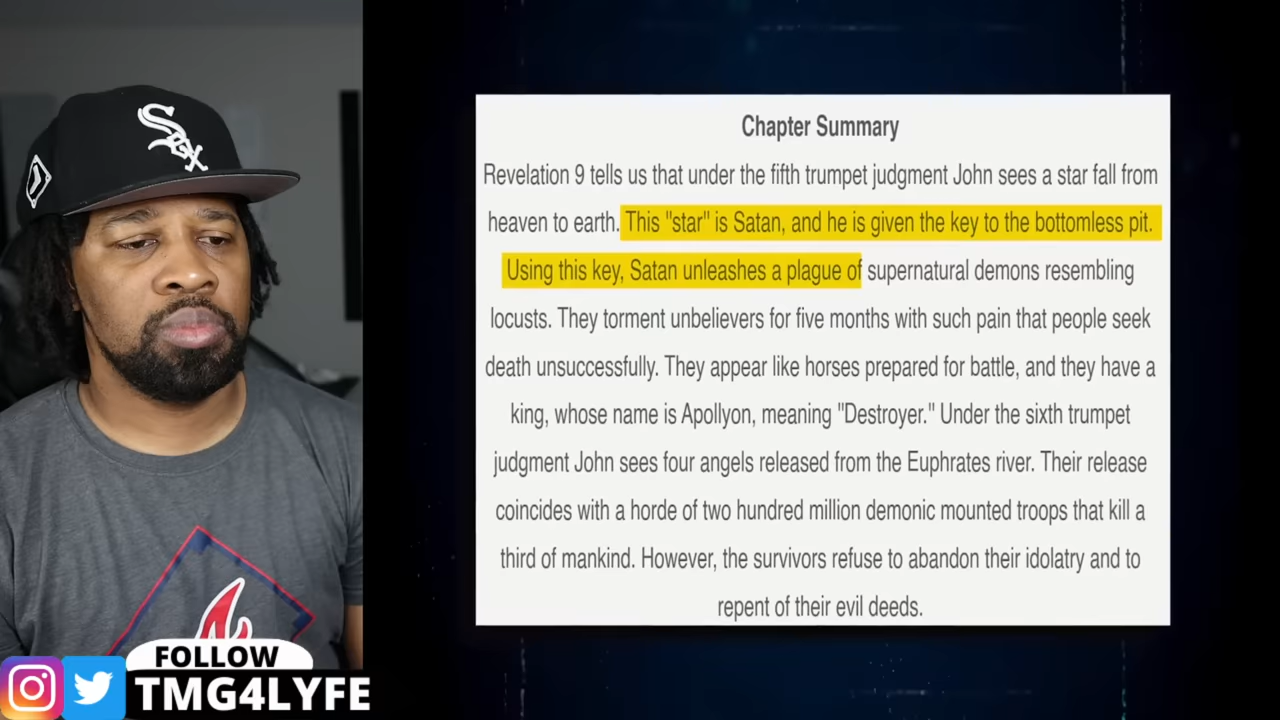 Sox
Chapter Summary
Revelation 9 tells us that under the fifth trumpet judgment John sees a star fall from
heaven to earth. This "star" is Satan, and he is given the key to the bottomless pit.
Using this key, Satan unleashes a plague of supernatural demons resembling
locusts. They torment unbelievers for five months with such pain that people seek
death unsuccessfully. They appear like horses prepared for battle, and they have a
king, whose name is Apollyon, meaning "Destroyer." Under the sixth trumpet
judgment John sees four angels released from the Euphrates river. Their release
coincides with a horde of two hundred million demonic mounted troops that kill a
third of mankind. However, the survivors refuse to abandon their idolatry and to
repent of their evil deeds.
FOLLOW
TMG4LYFE